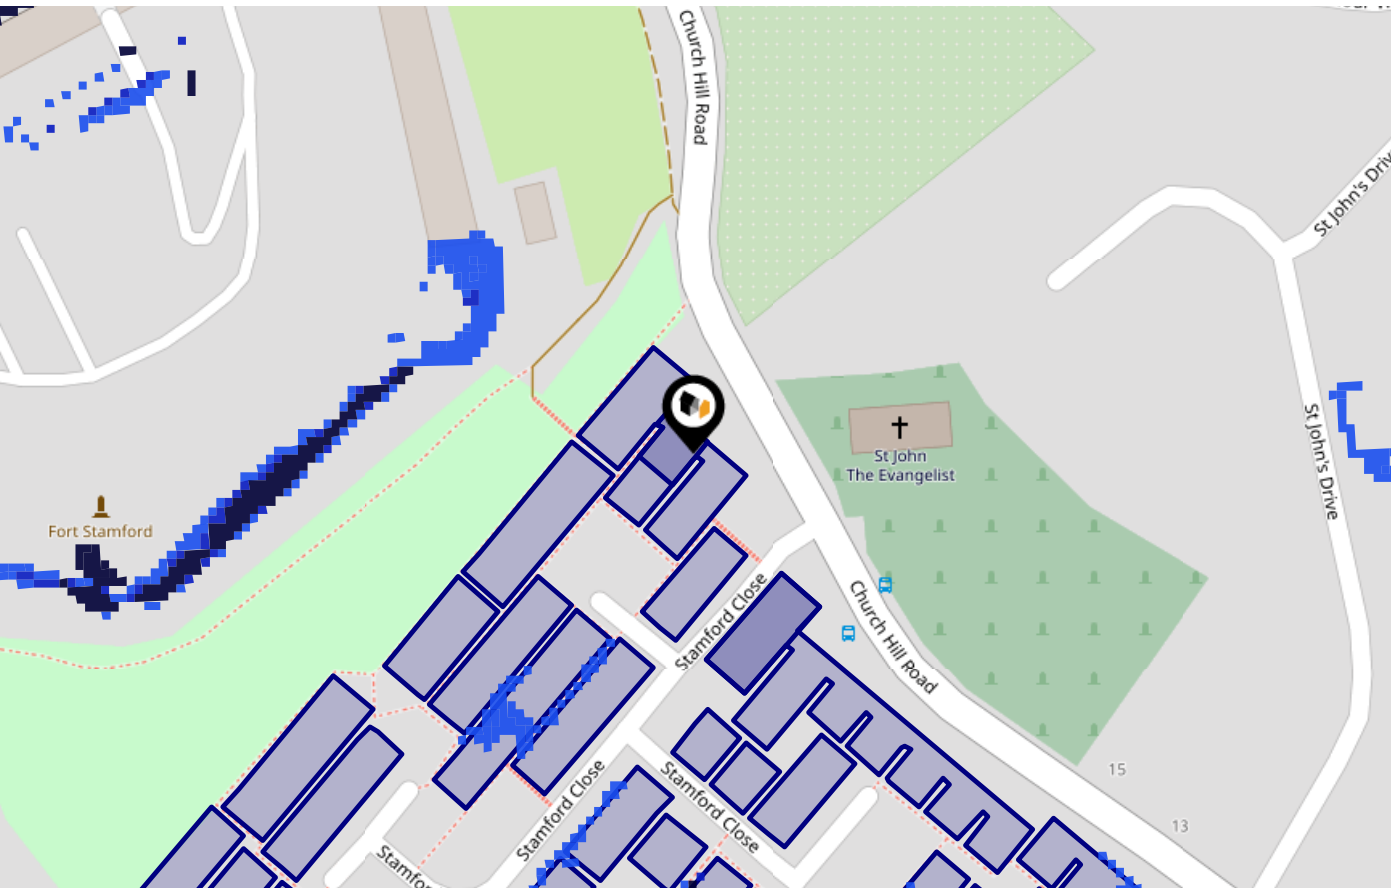 Church Hill Road
St John's Drive
St John
The Evangelist
St John's Drive
Fort Stamford
Stamford Close
Church Hill Road
Stamford Close
Stamford Close
15
13